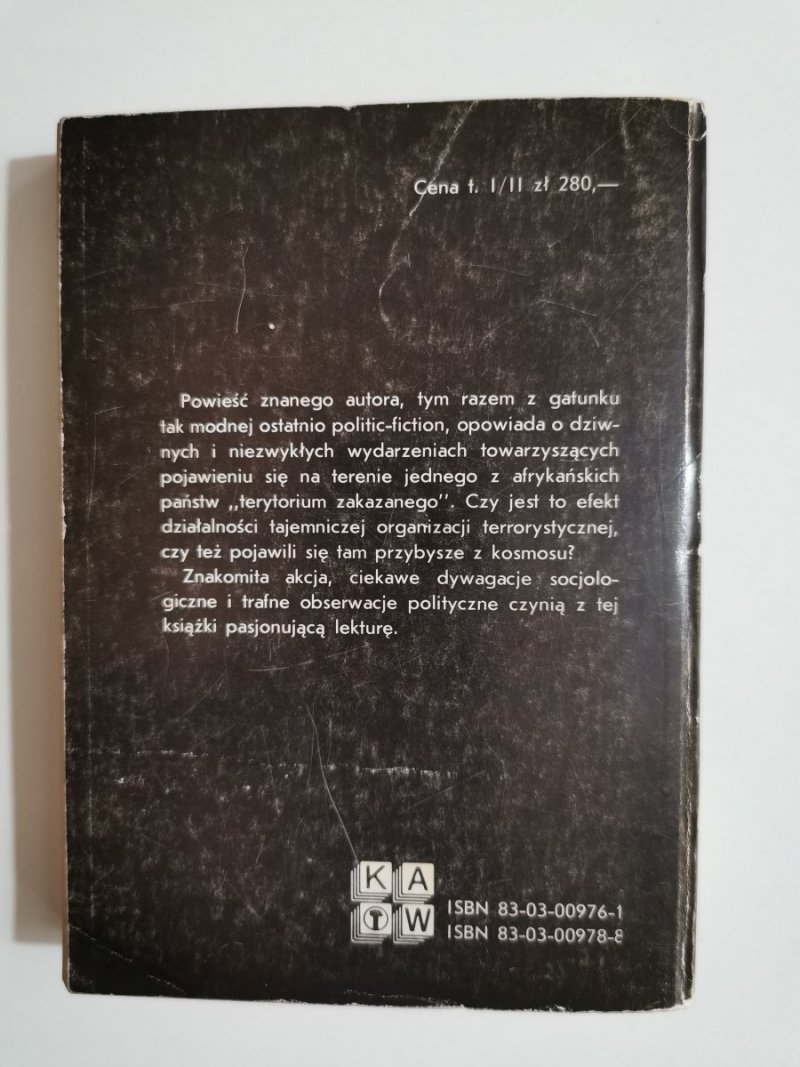 Cena t. I/II zł 280,—
Powieść znanego autora, tym razem z gatunku
tak modnej ostatnio politic-fiction, opowiada o dziw-
nych i niezwykłych wydarzeniach towarzyszących
pojawieniu się na terenie jednego z afrykańskich
państw „terytorium zakazanego”. Czy jest to efekt
działalności tajemniczej organizacji terrorystycznej,
czy też pojawili się tam przybysze z kosmosu?
Znakomita akcja, ciekawe dywagacje socjolo-
giczne i trafne obserwacje polityczne czynią z tej
książki pasjonującą lekturę.
K A
T W
ISBN 83-03-00976-1
ISBN 83-03-00978-8